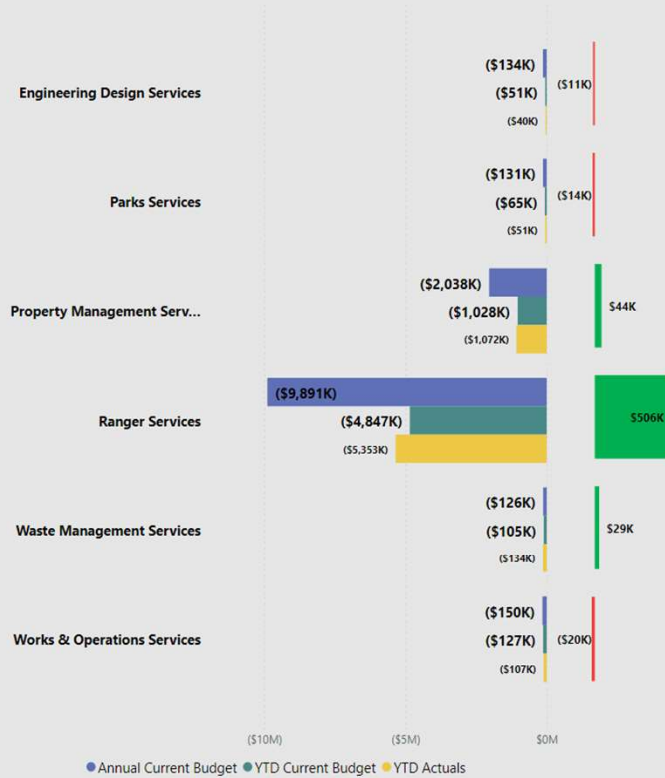 ($134K)
Engineering Design Services ($51K) ($11K)
($40K)
($131K)
Parks Services ($65K) ($14K)
($51K)
($2,038K)
Property Management Serv... ($1,028K) $44K
($1,072K)
($9,891K)
Ranger Services ($4,847K) $506K
($5,353K)
($126K)
Waste Management Services ($105K) $29K
($134K)
($150K)
Works & Operations Services ($127K) ($20K)
($107K)
($10M) ($5M) $0M
Annual Current Budget YTD Current Budget YTD Actuals